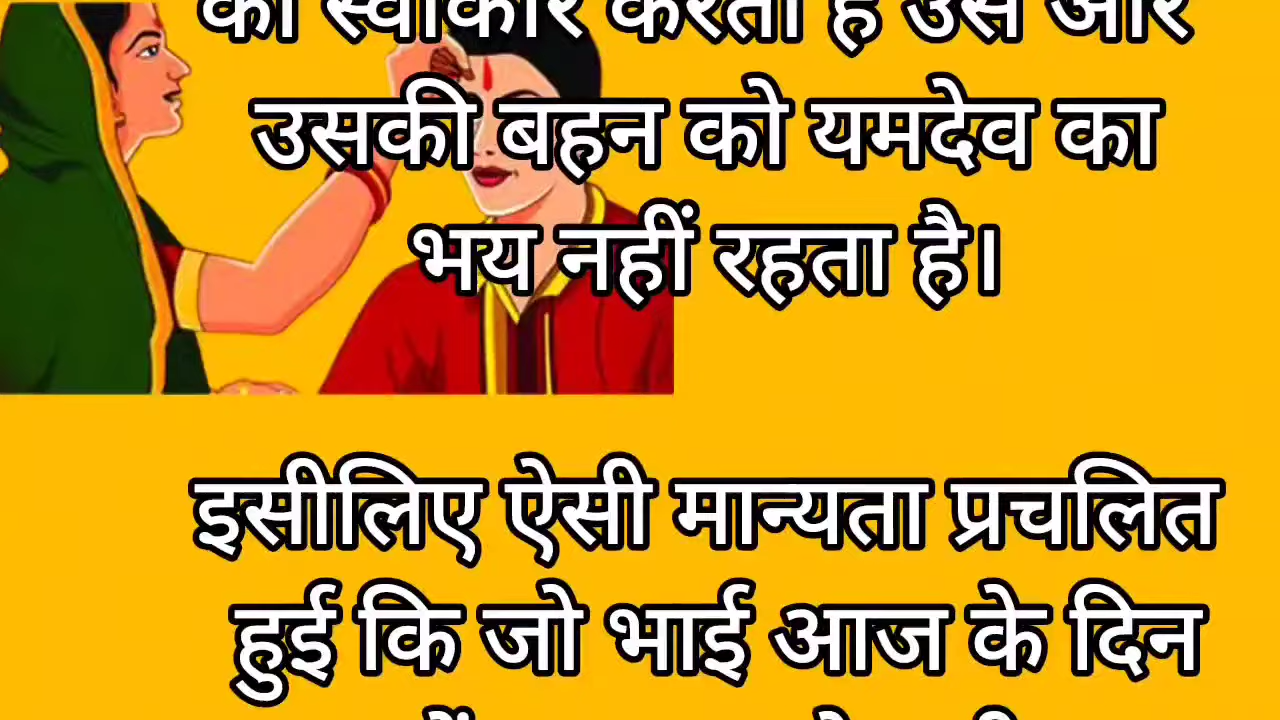 को स्वीकार करता है उसे और
उसकी बहन को यमदेव का
भय नहीं रहता है।
इसीलिए ऐसी मान्यता प्रचलित
हुई कि जो भाई आज के दिन